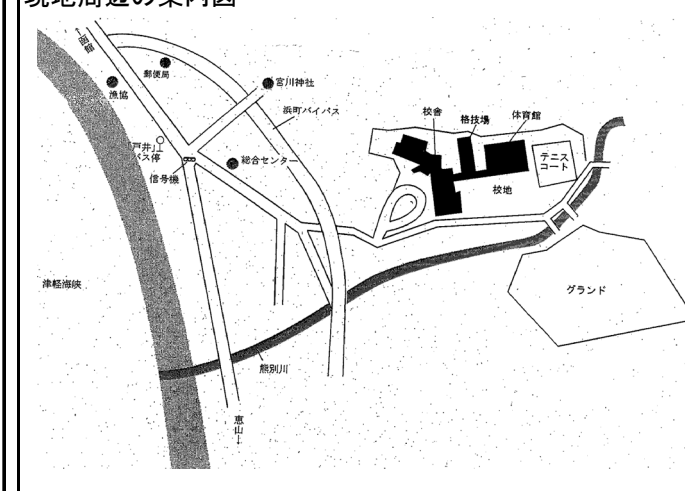 現地周辺の案内図
←函館
郵便局
漁協
宮川神社
浜町バイパス
「戸井」
バス停
信号機
総合センター
校舎
格技場
体育館
テニス
コート
校地
津軽海峡
グランド
熊別川
恵山→